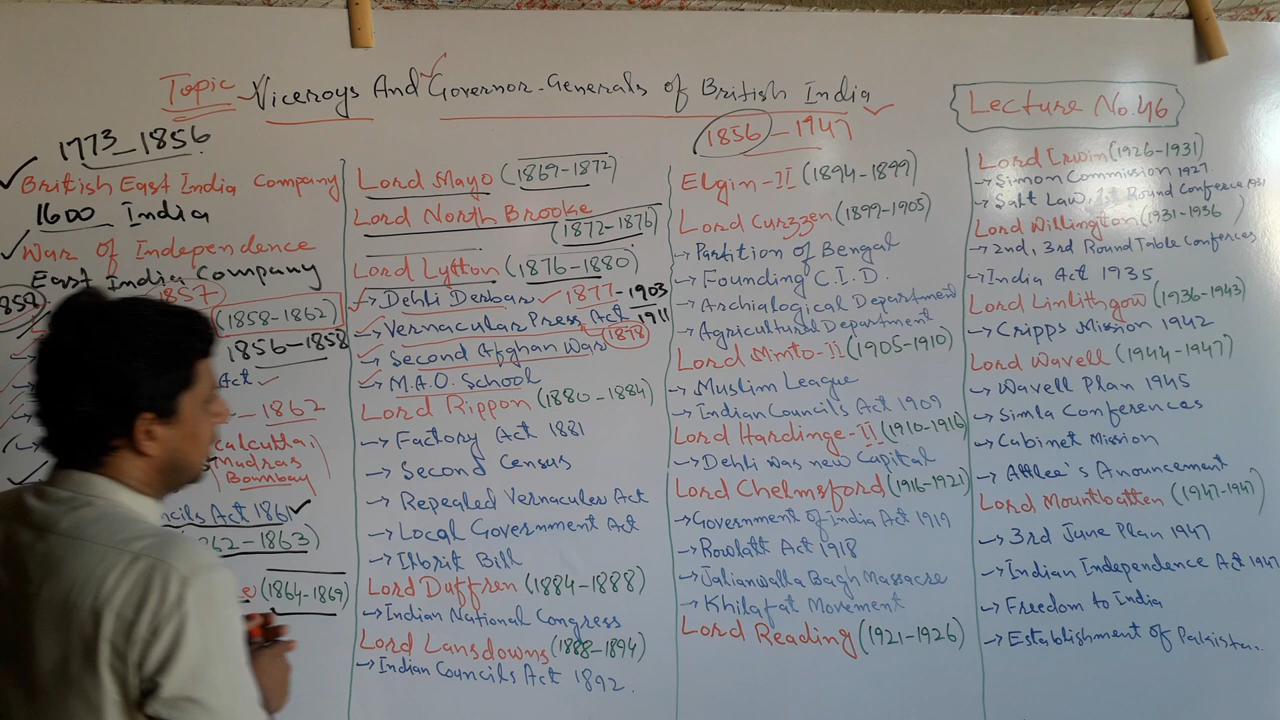 Topic Viceroys And Governor-Generals of British India
Lecture No.46
1773-1856
British East India Company
1600 India
War of Independence
East India Company
1857
(1858-1862)
1856-1858
Act
1862
Calcutta,
Madras
Boumbay
ncils Act 1861
862-1863)
e (1864-1869)
Lord Mayo (1869-1872)
Lord North Brooke
(1872-1876)
Lord Lytton (1876-1880)
→ Dehli Desbar 1877-1903
1911
→ Vernacular Press Act
→ Second Afghan War 1878
→ M.A.O. School
Lord Rippon (1880-1884)
→ Factory Act 1881
→ Second Census
→ Repealed Vernaculer Act
→ Local Government Act
→ Ilbrit Bill
Lord Duffren (1884-1888)
→ Indian National Congress
Lord Lansdowns (1888-1894)
→ Indian Councils Act 1892.
1856-1947
Elgin-II (1894-1899)
Lord Curzzen (1899-1905)
→ Partition of Bengal
→ Founding C.I.D.
→ Archialogical Department
→ Agricultural Department
Lord Minto-II (1905-1910)
→ Muslim League
→ Indian Council's Act 1909
Lord Hardinge-II (1910-1916)
→ Dehli was new Capital
Lord Chelmsford (1916-1921)
→ Government of India Act 1919
→ Rowlatt Act 1918
→ Jalianwalla Bagh Massacre
→ Khilafat Movement
Lord Reading (1921-1926)
Lord Irwin (1926-1931)
→ Simon Commission 1927.
→ Salt Law, 1st Round Conference 1931
Lord Willington (1931-1936)
→ 2nd, 3rd Round Table Confernces
→ India Act 1935
Lord Linlithgow (1936-1943)
→ Cripps Mission 1942
Lord Wavell (1944-1947)
→ Wavell Plan 1945
→ Simla Conferences
→ Cabinet Mission
→ Attlee's Anouncement
Lord Mountbatten (1947-1947)
→ 3rd June Plan 1947
→ Indian Independence Act 1947
→ Freedom to India
→ Establishment of Pakistan.